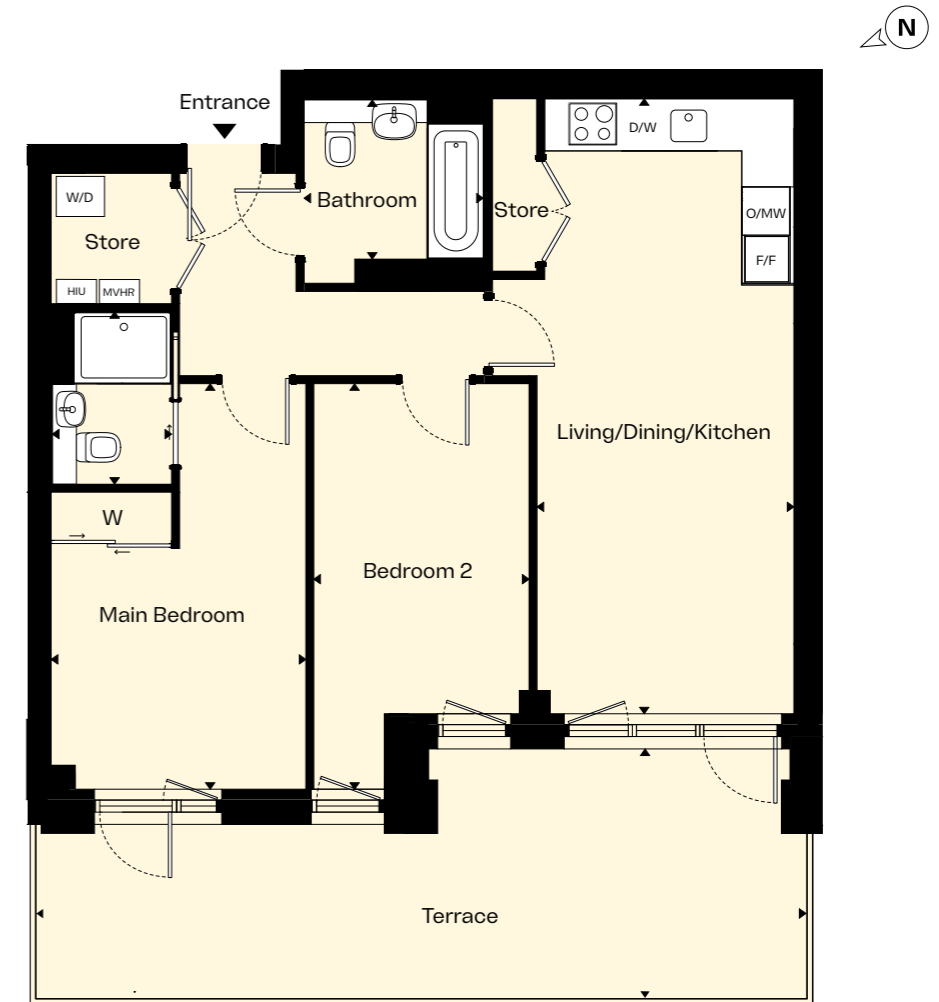 N
Entrance
D/W
W/D
Bathroom
Store
O/MW
Store
F/F
HIU
MVHR
Living/Dining/Kitchen
W
Bedroom 2
Main Bedroom
Terrace